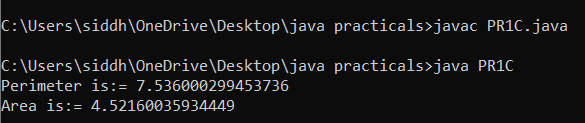 C:\Users\siddh\OneDrive\Desktop\java practicals>javac PR1C.java
C:\Users\siddh\OneDrive\Desktop\java practicals>java PR1C
Perimeter is:= 7.536000299453736
Area is:= 4.52160035934449